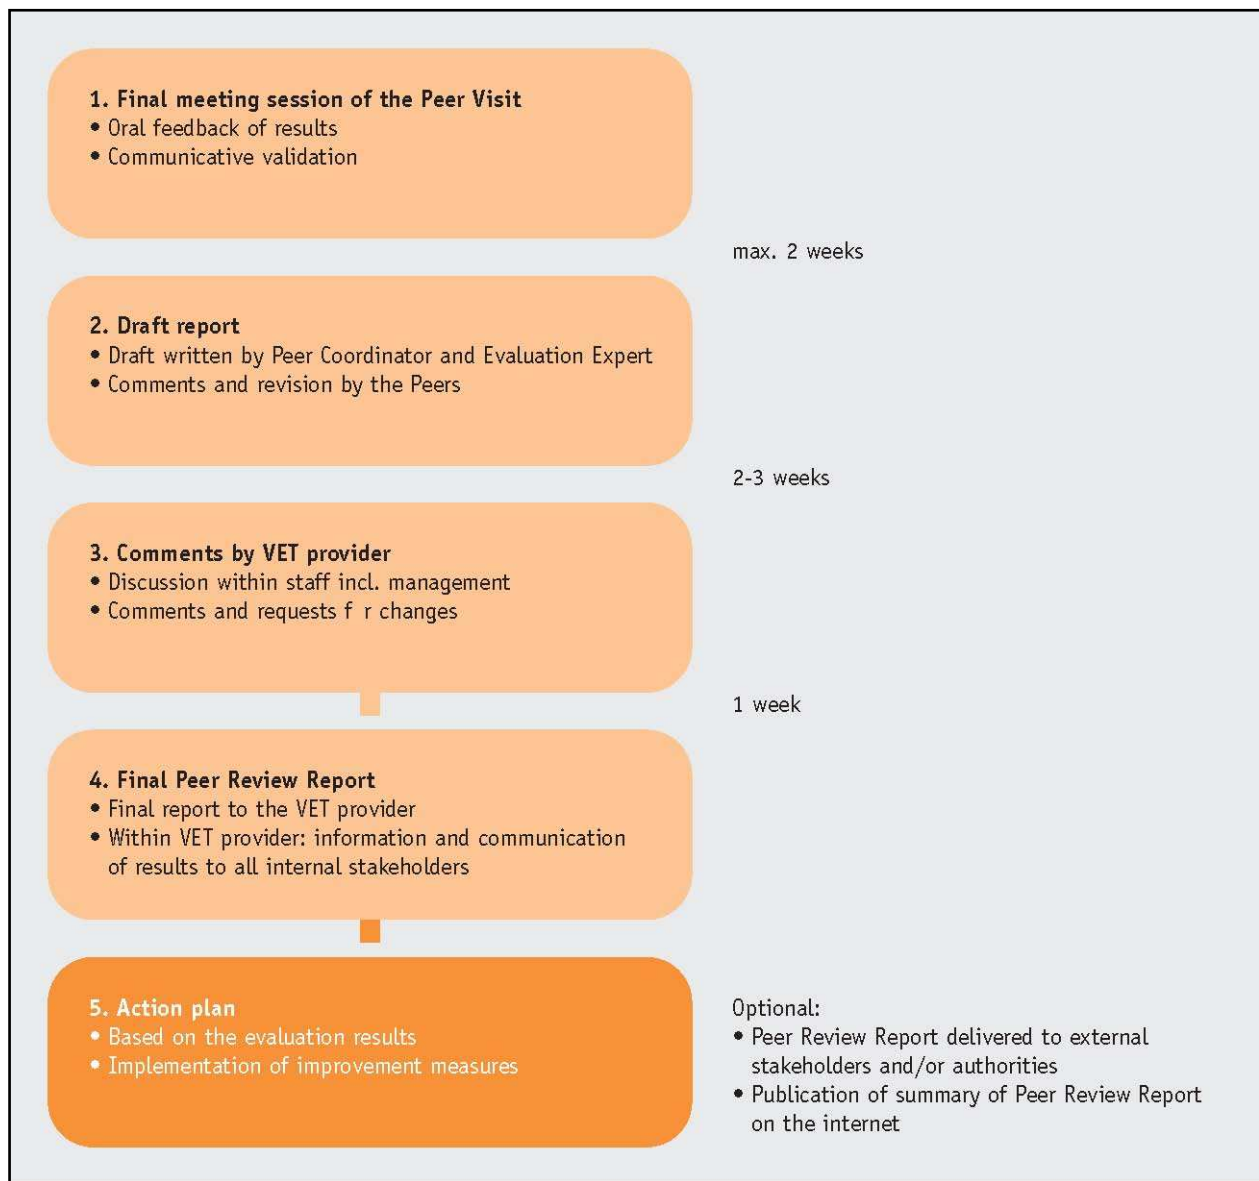 1. Final meeting session of the Peer Visit
• Oral feedback of results
• Communicative validation
max. 2 weeks
2. Draft report
• Draft written by Peer Coordinator and Evaluation Expert
• Comments and revision by the Peers
2-3 weeks
3. Comments by VET provider
• Discussion within staff incl. management
• Comments and requests f r changes
1 week
4. Final Peer Review Report
• Final report to the VET provider
• Within VET provider: information and communication
of results to all internal stakeholders
5. Action plan
• Based on the evaluation results
• Implementation of improvement measures
Optional:
• Peer Review Report delivered to external
stakeholders and/or authorities
• Publication of summary of Peer Review Report
on the internet